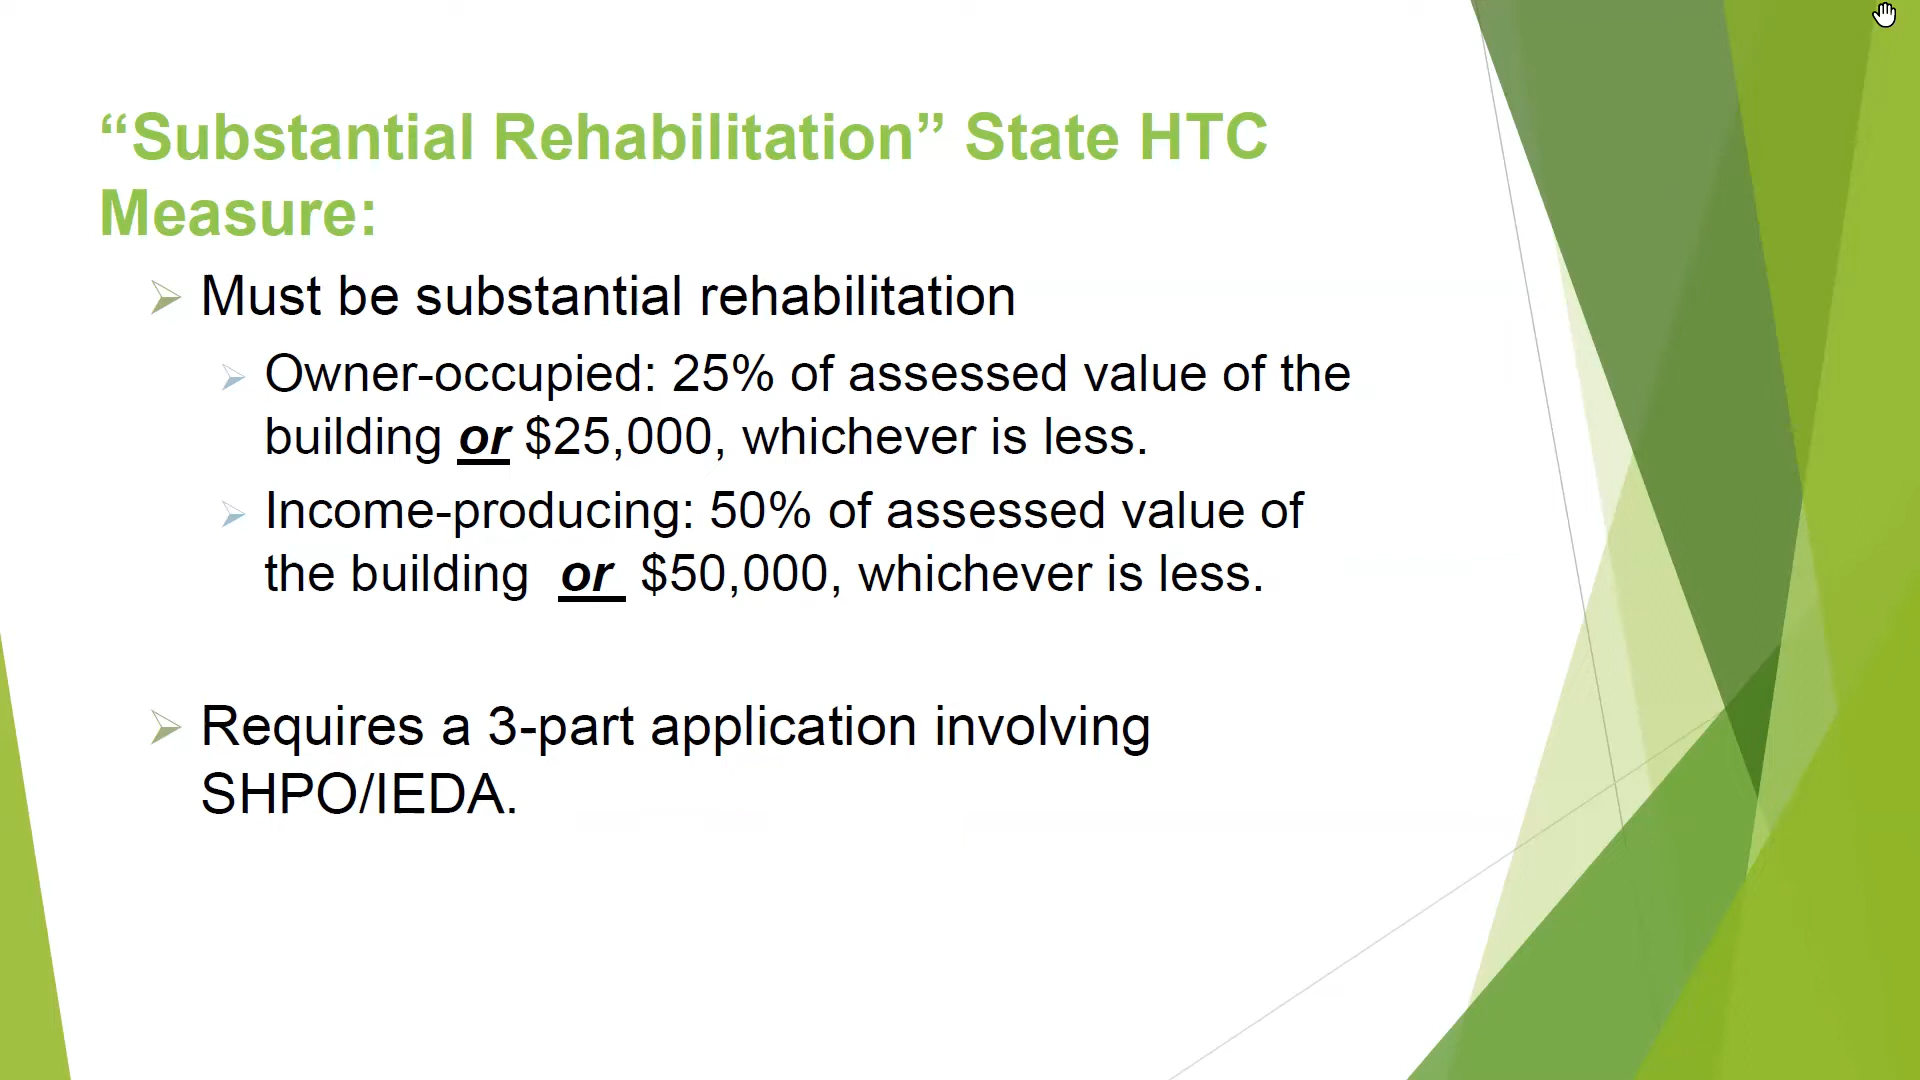 “Substantial Rehabilitation” State HTC
Measure:
Must be substantial rehabilitation
Owner-occupied: 25% of assessed value of the
building or $25,000, whichever is less.
Income-producing: 50% of assessed value of
the building or $50,000, whichever is less.
Requires a 3-part application involving
SHPO/IEDA.